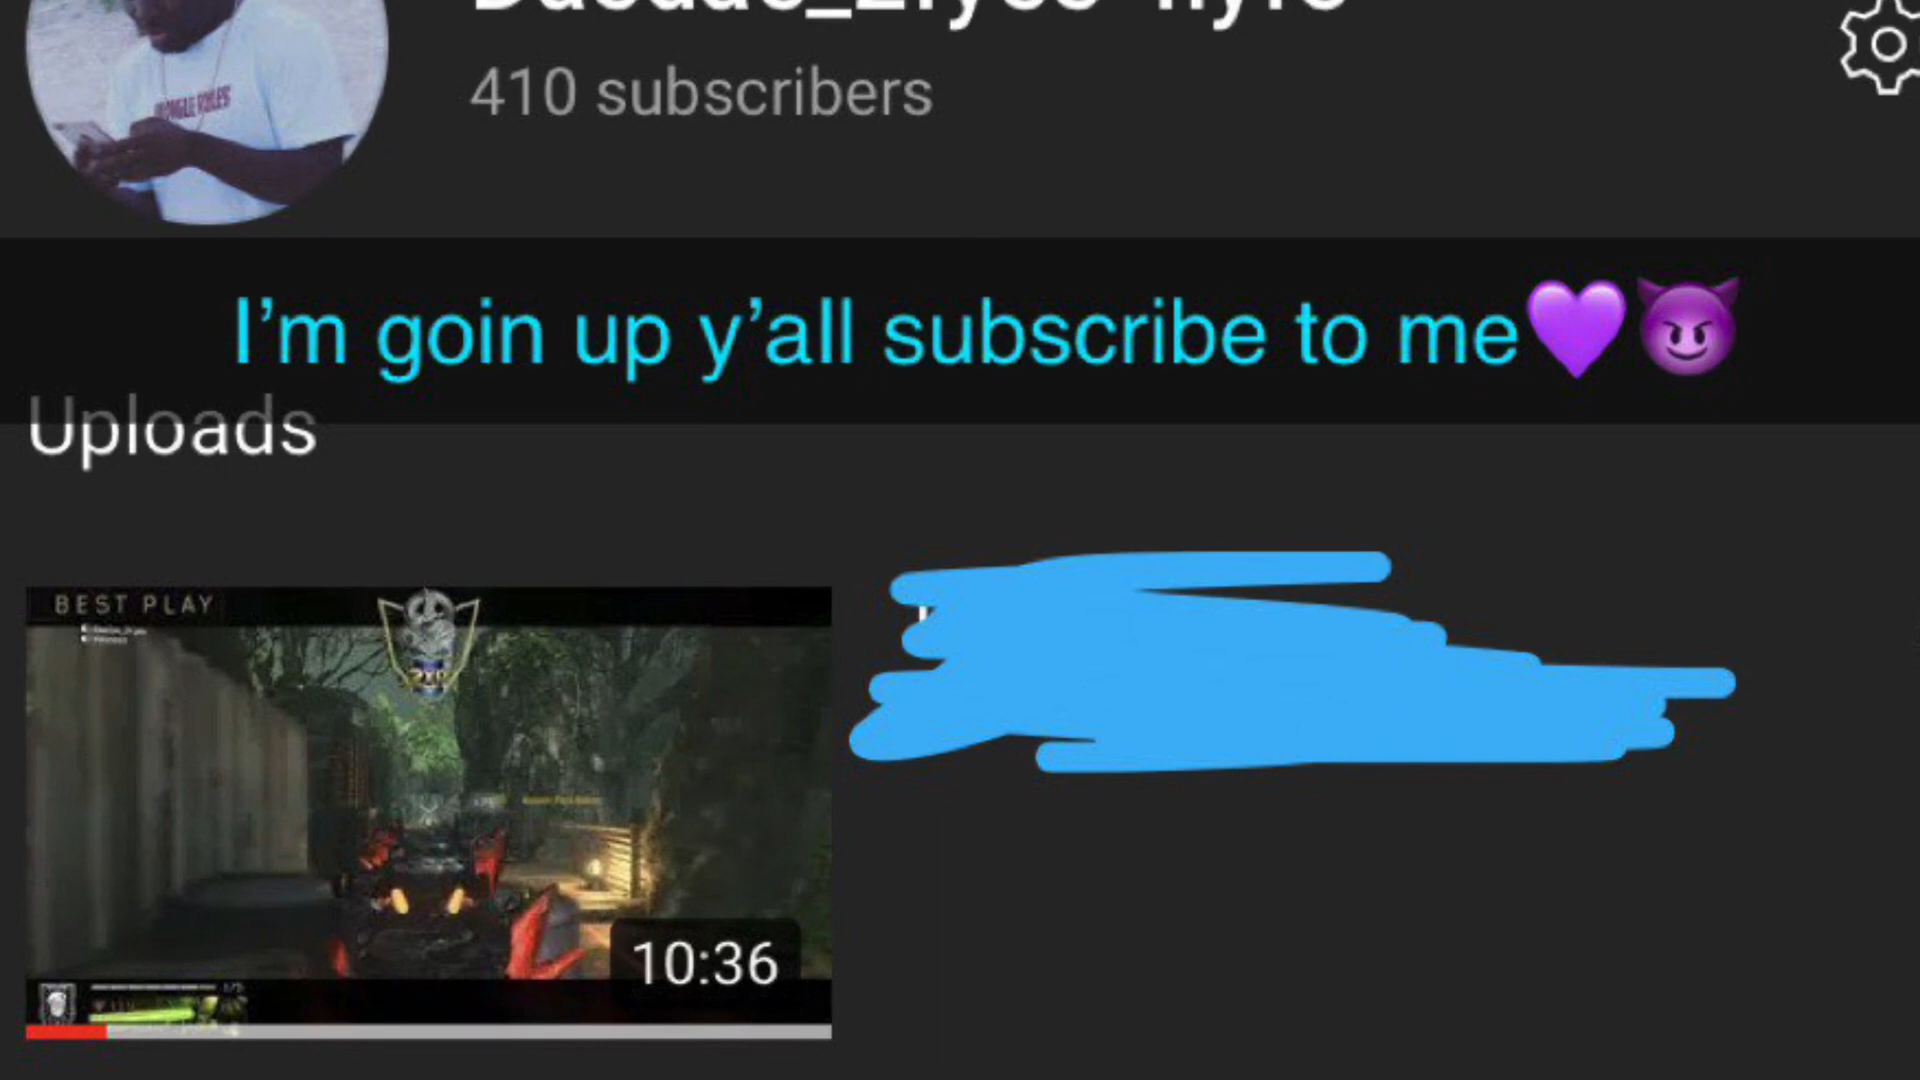 410 subscribers
I’m goin up y’all subscribe to me💜😈
Uploads
BEST PLAY
10:36